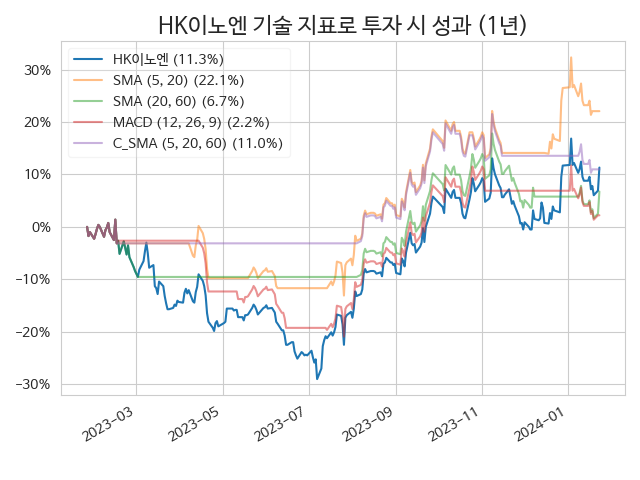 HK이노엔 기술 지표로 투자 시 성과 (1년)
HK이노엔 (11.3%)
SMA (5, 20) (22.1%)
SMA (20, 60) (6.7%)
MACD (12, 26, 9) (2.2%)
C_SMA (5, 20, 60) (11.0%)
30%
20%
10%
0%
−10%
−20%
−30%
2023-03
2023-05
2023-07
2023-09
2023-11
2024-01